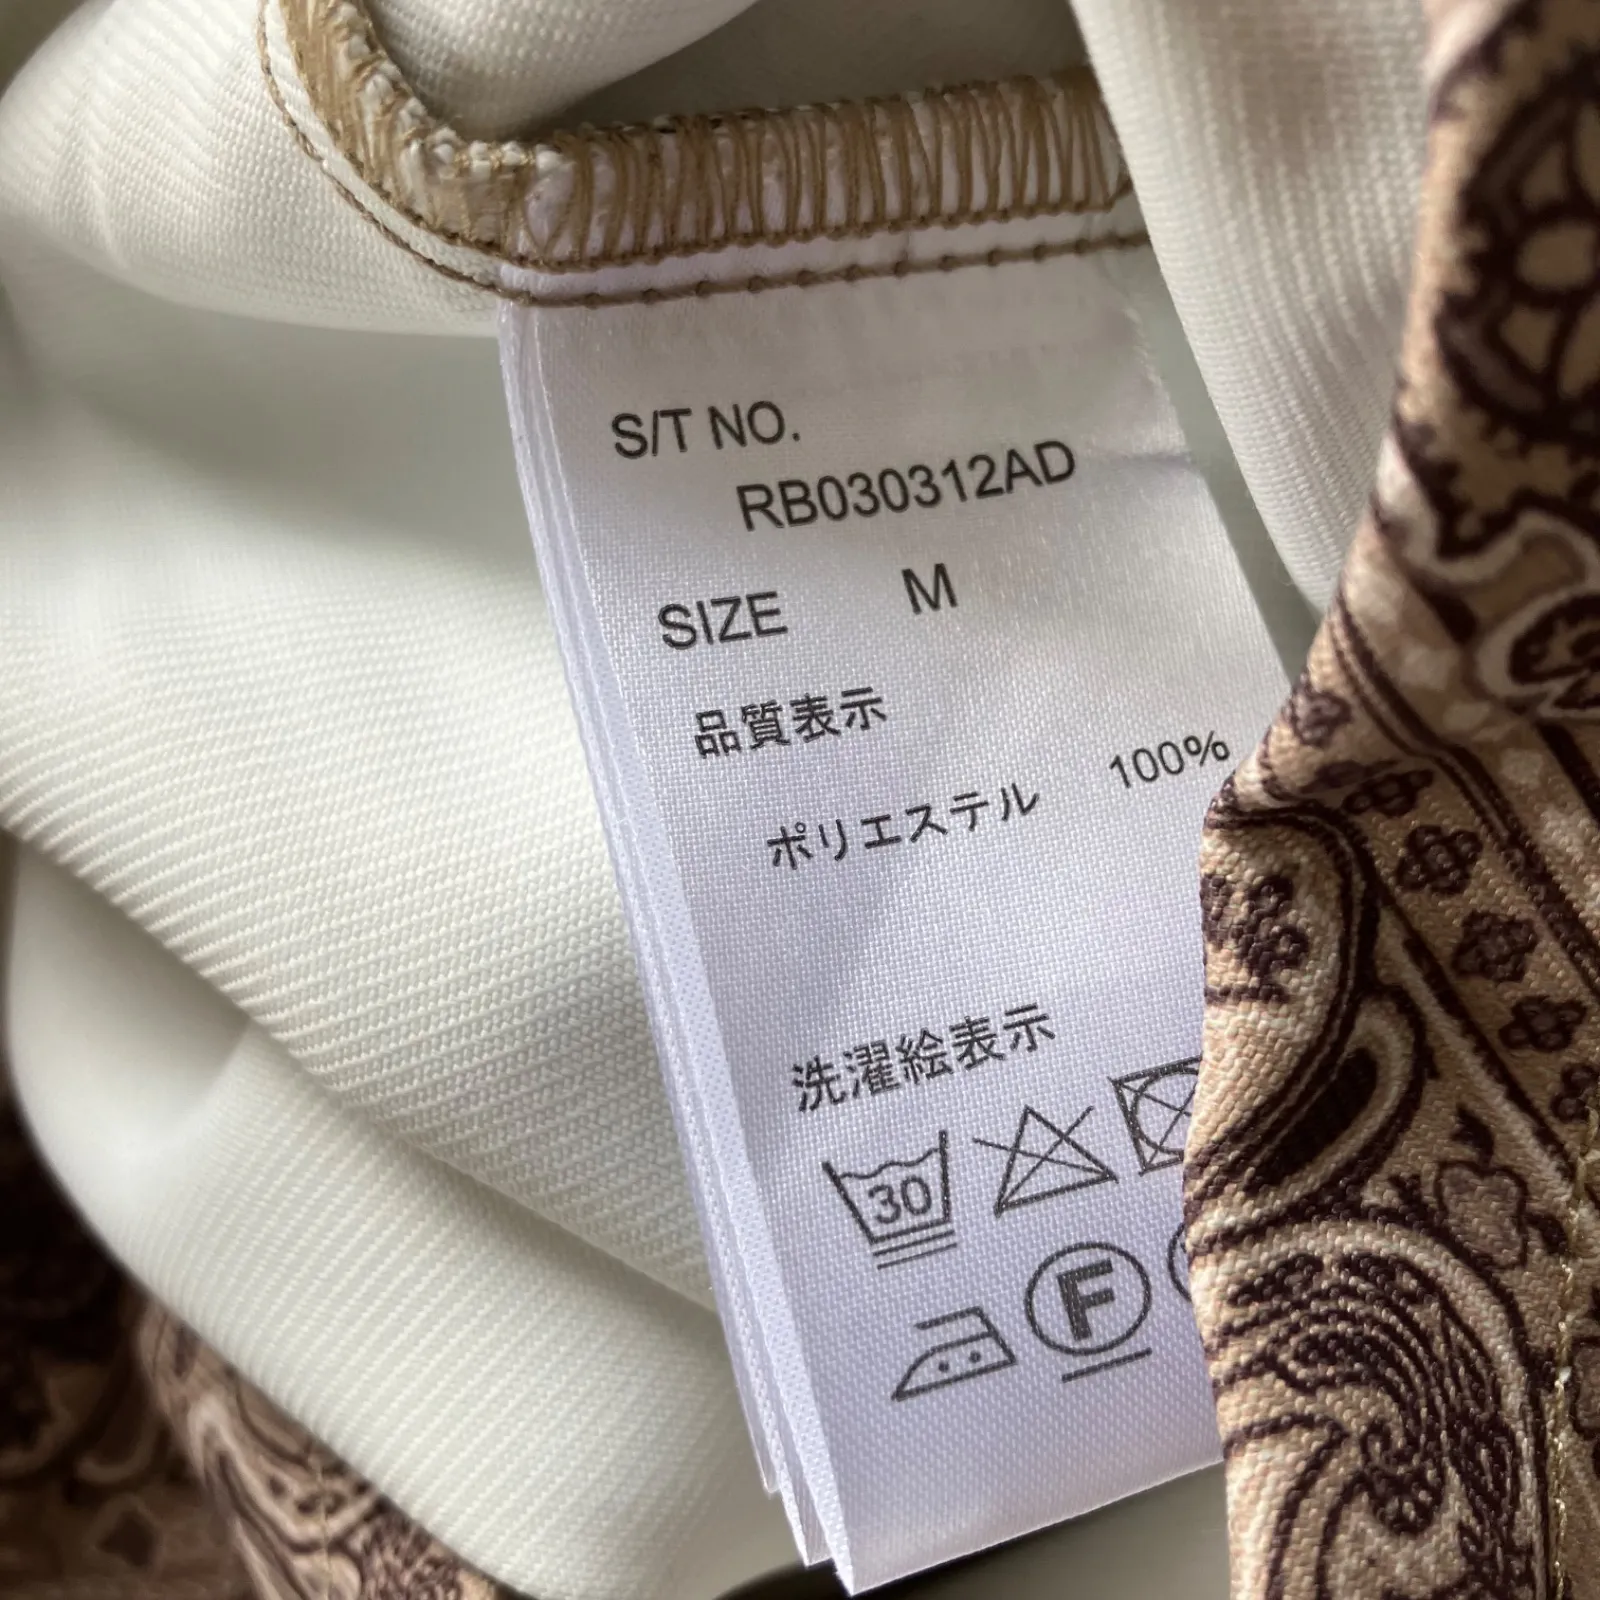 S/T NO.
RB030312AD
SIZE M
品質表示
ポリエステル 100%
洗濯絵表示
30
F